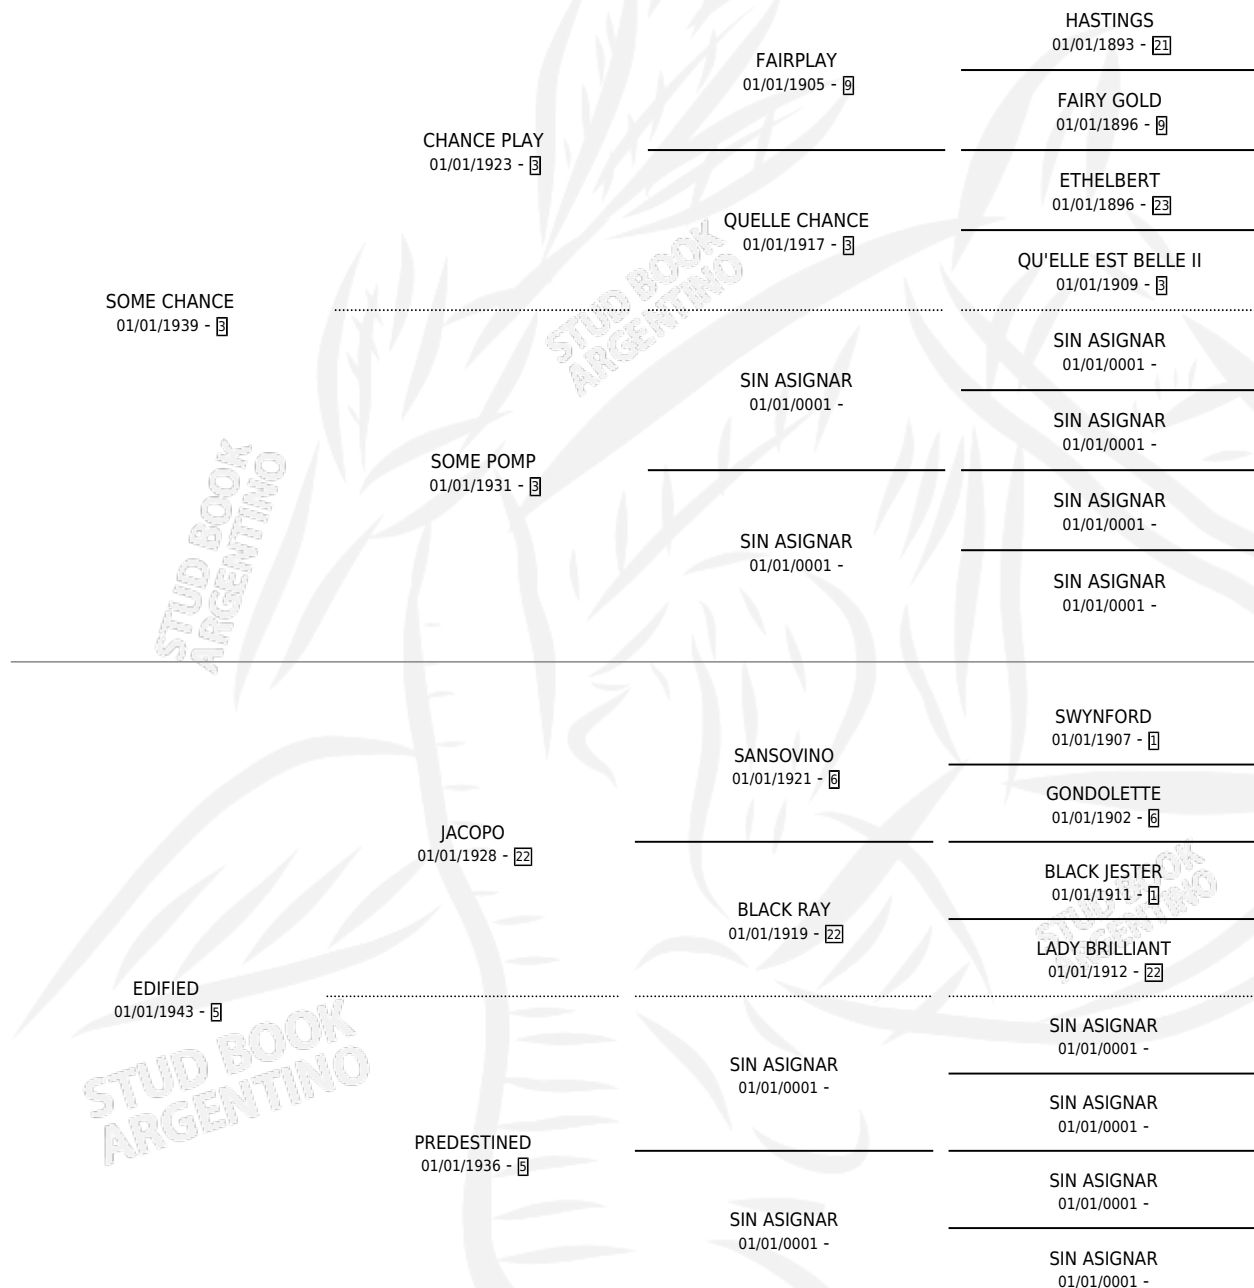 HASTINGS
01/01/1893 - 21
FAIRPLAY
01/01/1905 - 9
FAIRY GOLD
01/01/1896 - 9
CHANCE PLAY
01/01/1923 - 3
ETHELBERT
01/01/1896 - 23
QUELLE CHANCE
01/01/1917 - 3
QU'ELLE EST BELLE II
01/01/1909 - 3
SOME CHANCE
01/01/1939 - 3
STUD BOOK
ARGENTINO
SIN ASIGNAR
01/01/0001 -
SIN ASIGNAR
01/01/0001 -
SIN ASIGNAR
01/01/0001 -
SOME POMP
01/01/1931 - 3
SIN ASIGNAR
01/01/0001 -
SIN ASIGNAR
01/01/0001 -
SIN ASIGNAR
01/01/0001 -
STUD BOOK
ARGENTINO
SWYNFORD
01/01/1907 - 1
SANSOVINO
01/01/1921 - 6
GONDOLETTE
01/01/1902 - 6
JACOPO
01/01/1928 - 22
BLACK JESTER
01/01/1911 - 1
BLACK RAY
01/01/1919 - 22
STUD BOOK
ARGENTINO
LADY BRILLIANT
01/01/1912 - 22
EDIFIED
01/01/1943 - 5
STUD BOOK
ARGENTINO
SIN ASIGNAR
01/01/0001 -
SIN ASIGNAR
01/01/0001 -
SIN ASIGNAR
01/01/0001 -
PREDESTINED
01/01/1936 - 5
SIN ASIGNAR
01/01/0001 -
SIN ASIGNAR
01/01/0001 -
SIN ASIGNAR
01/01/0001 -